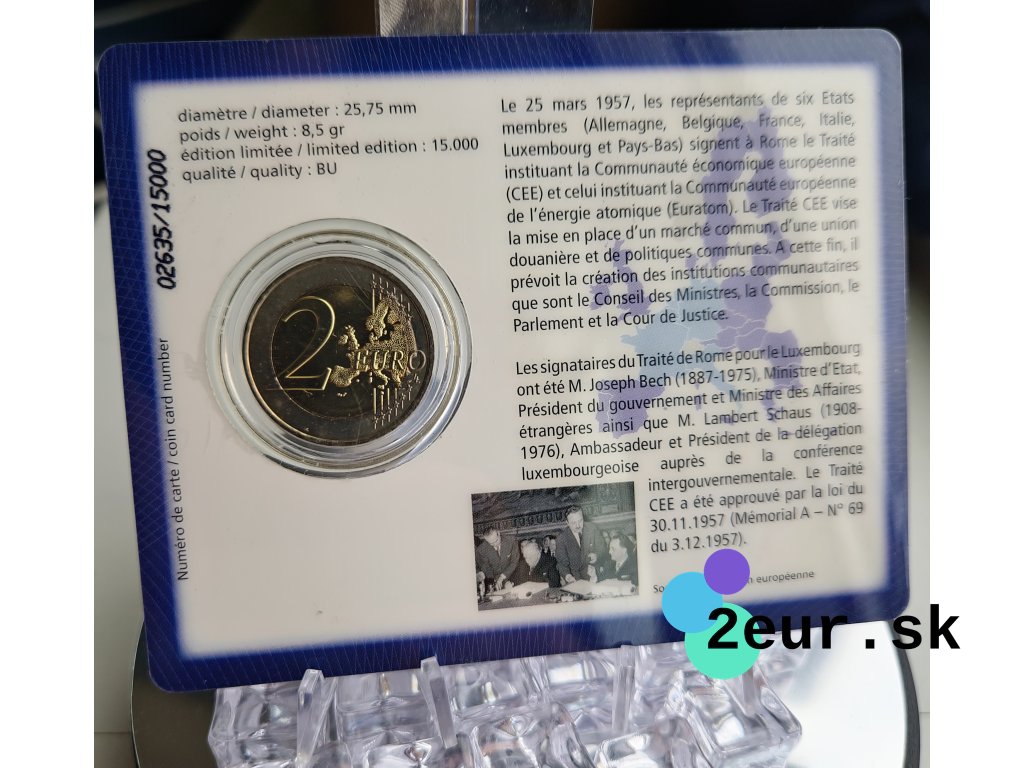 diamètre / diameter : 25,75 mm
poids / weight : 8,5 gr
édition limitée / limited edition : 15.000
qualité / quality : BU
02635/15000
Numéro de carte / coin card number
2
EURO
Le 25 mars 1957, les représentants de six Etats
membres (Allemagne, Belgique, France, Italie,
Luxembourg et Pays-Bas) signent à Rome le Traité
instituant la Communauté économique européenne
(CEE) et celui instituant la Communauté européenne
de l'énergie atomique (Euratom). Le Traité CEE vise
la mise en place d'un marché commun, d'une union
douanière et de politiques communes. A cette fin, il
prévoit la création des institutions communautaires
que sont le Conseil des Ministres, la Commission, le
Parlement et la Cour de Justice.
Les signataires du Traité de Rome pour le Luxembourg
ont été M. Joseph Bech (1887-1975), Ministre d'Etat,
Président du gouvernement et Ministre des Affaires
étrangères ainsi que M. Lambert Schaus (1908-
1976), Ambassadeur et Président de la délégation
luxembourgeoise auprès de la conférence
intergouvernementale. Le Traité
CEE a été approuvé par la loi du
30.11.1957 (Mémorial A – N° 69
du 3.12.1957).
européenne
2eur.sk